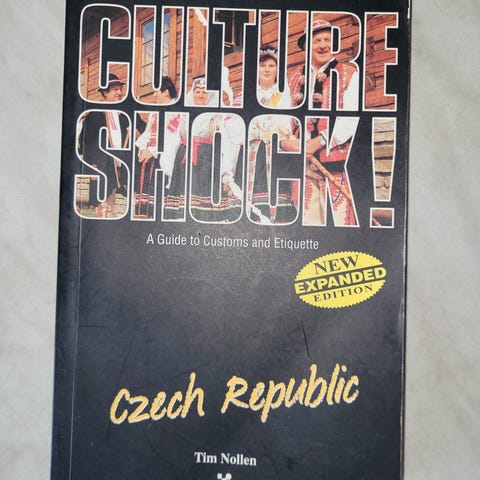 CULTURE
SHOCK!
A Guide to Customs and Etiquette
NEW
EXPANDED
EDITION
Czech Republic
Tim Nollen